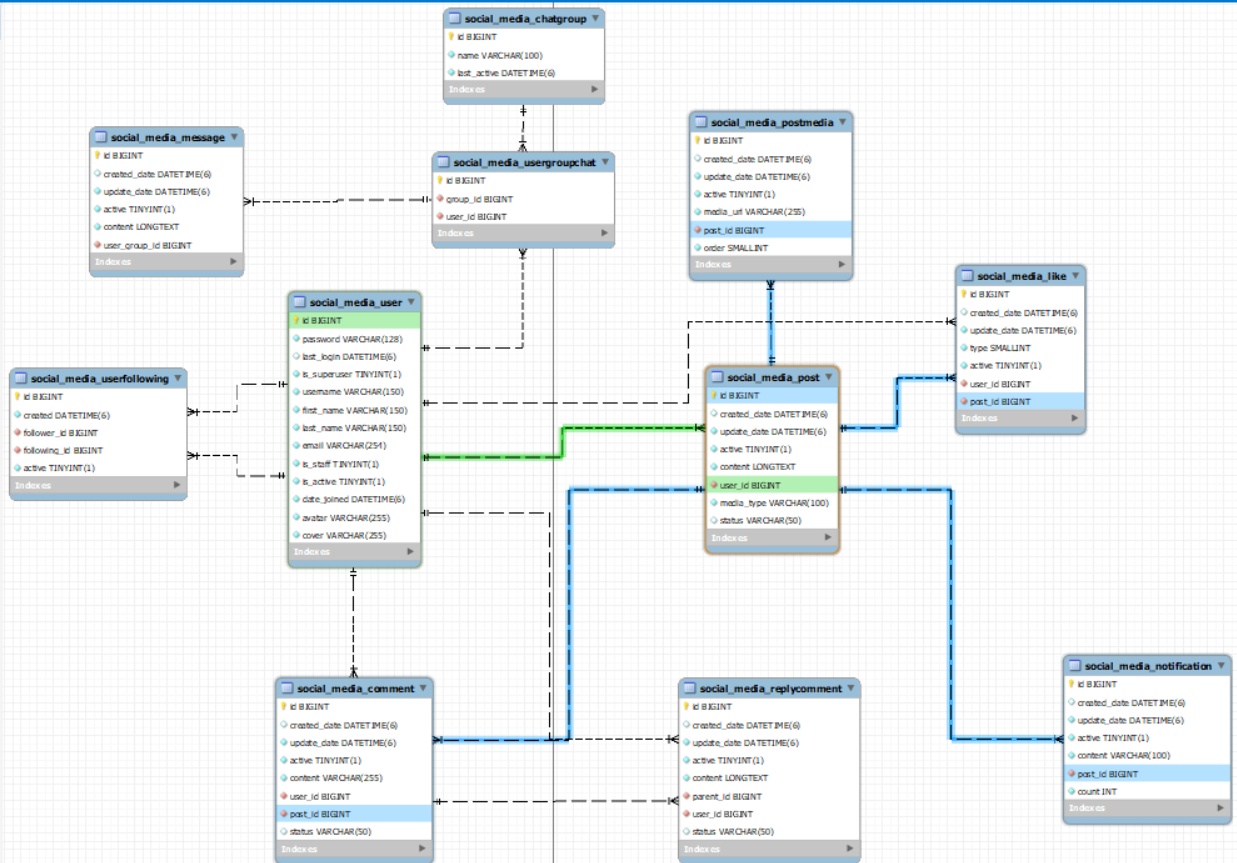 social_media_chatgroup
id BIGINT
name VARCHAR(100)
last_active DATETIME(6)
Indexes
social_media_message
id BIGINT
created_date DATETIME(6)
update_date DATETIME(6)
active TINYINT(1)
content LONGTEXT
user_group_id BIGINT
Indexes
social_media_usergroupchat
id BIGINT
group_id BIGINT
user_id BIGINT
Indexes
social_media_postmedia
id BIGINT
created_date DATETIME(6)
update_date DATETIME(6)
active TINYINT(1)
media_url VARCHAR(255)
post_id BIGINT
order SMALLINT
Indexes
social_media_like
id BIGINT
created_date DATETIME(6)
update_date DATETIME(6)
type SMALLINT
active TINYINT(1)
user_id BIGINT
post_id BIGINT
Indexes
social_media_user
id BIGINT
password VARCHAR(128)
last_login DATETIME(6)
is_superuser TINYINT(1)
username VARCHAR(150)
first_name VARCHAR(150)
last_name VARCHAR(150)
email VARCHAR(254)
is_staff TINYINT(1)
is_active TINYINT(1)
date_joined DATETIME(6)
avatar VARCHAR(255)
cover VARCHAR(255)
Indexes
social_media_userfollowing
id BIGINT
created DATETIME(6)
follower_id BIGINT
following_id BIGINT
active TINYINT(1)
Indexes
social_media_post
id BIGINT
created_date DATETIME(6)
update_date DATETIME(6)
active TINYINT(1)
content LONGTEXT
user_id BIGINT
media_type VARCHAR(100)
status VARCHAR(50)
Indexes
social_media_comment
id BIGINT
created_date DATETIME(6)
update_date DATETIME(6)
active TINYINT(1)
content VARCHAR(255)
user_id BIGINT
post_id BIGINT
status VARCHAR(50)
Indexes
social_media_replycomment
id BIGINT
created_date DATETIME(6)
update_date DATETIME(6)
active TINYINT(1)
content LONGTEXT
parent_id BIGINT
user_id BIGINT
status VARCHAR(50)
Indexes
social_media_notification
id BIGINT
created_date DATETIME(6)
update_date DATETIME(6)
active TINYINT(1)
content VARCHAR(100)
post_id BIGINT
count INT
Indexes